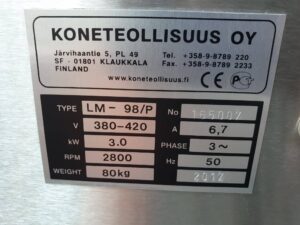 KONETEOLLISUUS OY
Järvihaantie 5, PL 49 Tel. +358-9-8789 220
SF - 01801 KLAUKKALA Fax. +358-9-8789 2233
FINLAND
www.koneteollisuus.fi CE
TYPE LM- 98/P No
V 380-420 A 6,7
kW 3.0 PHASE 3~
RPM 2800 Hz 50
WEIGHT 80kg 2012